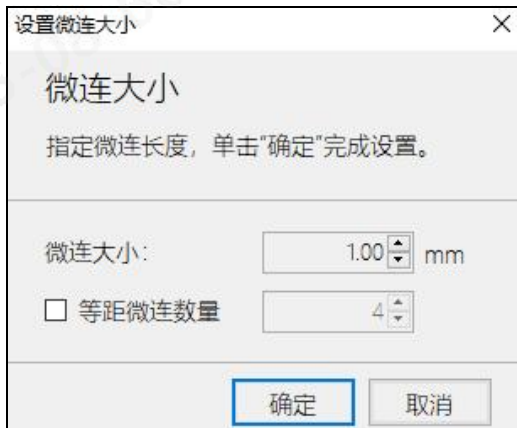 设置微连大小
微连大小
指定微连长度，单击“确定”完成设置。
微连大小： 1.00 mm
等距微连数量 4
确定 取消